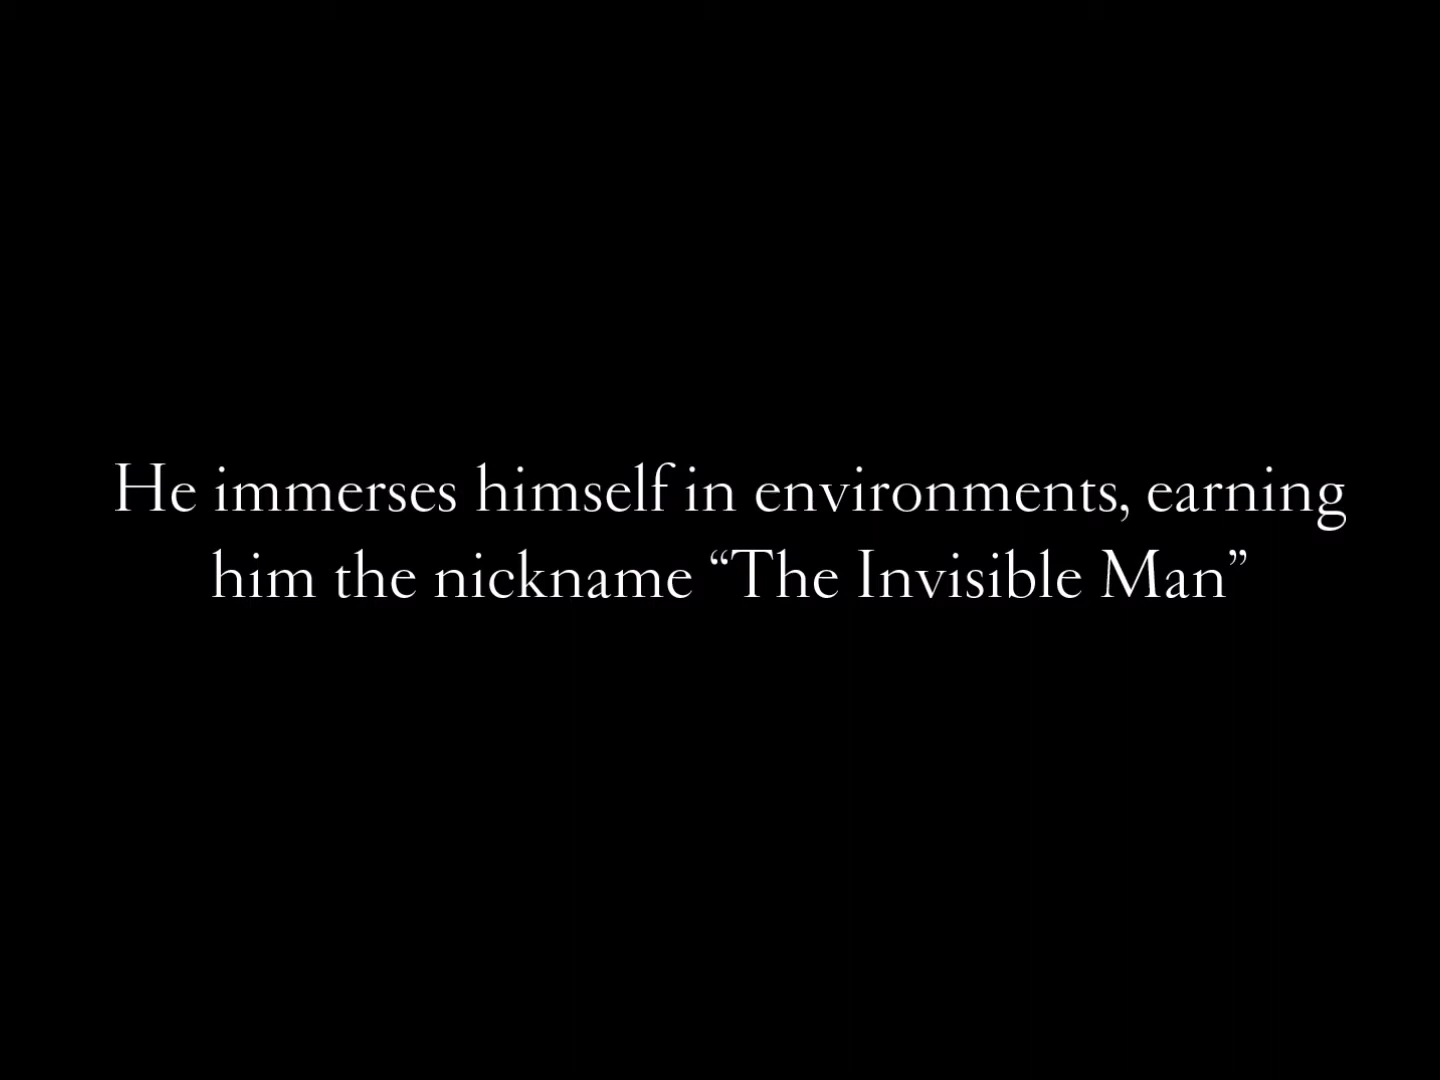 He immerses himself in environments, earning
him the nickname “The Invisible Man”